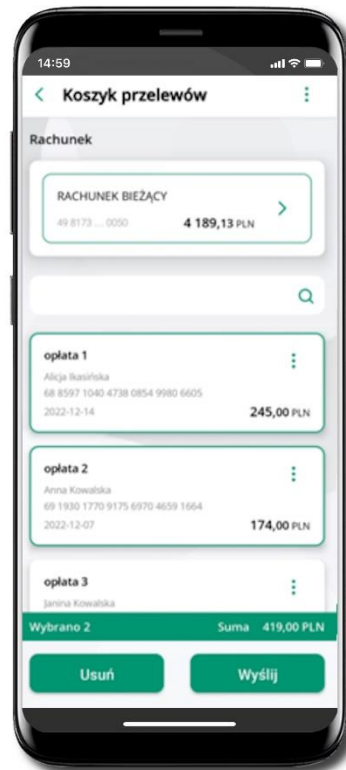 14:59
Koszyk przelewów
Rachunek
RACHUNEK BIEŻĄCY
49 8173 ... 0050 4 189,13 PLN
opłata 1
Alicja Ikasińska
68 8597 1040 4738 0854 9980 6605
2022-12-14 245,00 PLN
opłata 2
Anna Kowalska
69 1930 1770 9175 6970 4659 1664
2022-12-07 174,00 PLN
opłata 3
Janina Kowalska
Wybrano 2 Suma 419,00 PLN
Usuń Wyślij